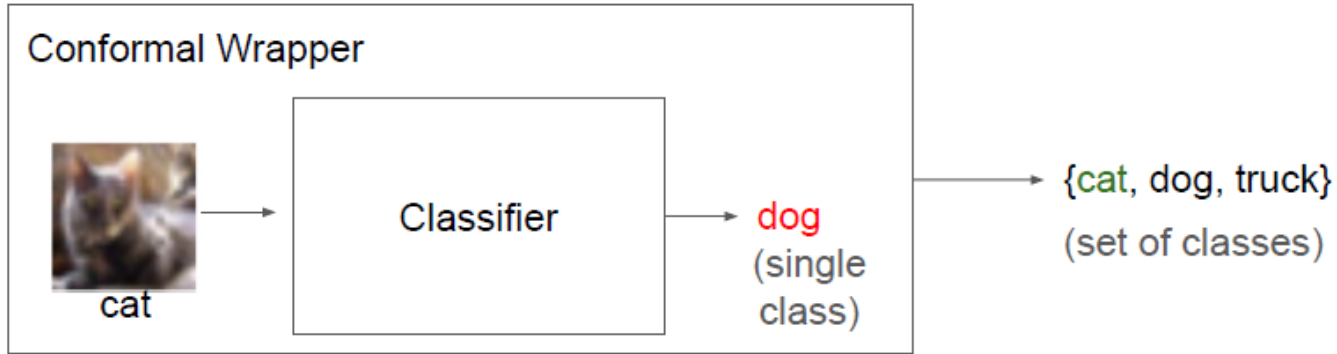 Conformal Wrapper
cat
Classifier
dog
(single
class)
{cat, dog, truck}
(set of classes)